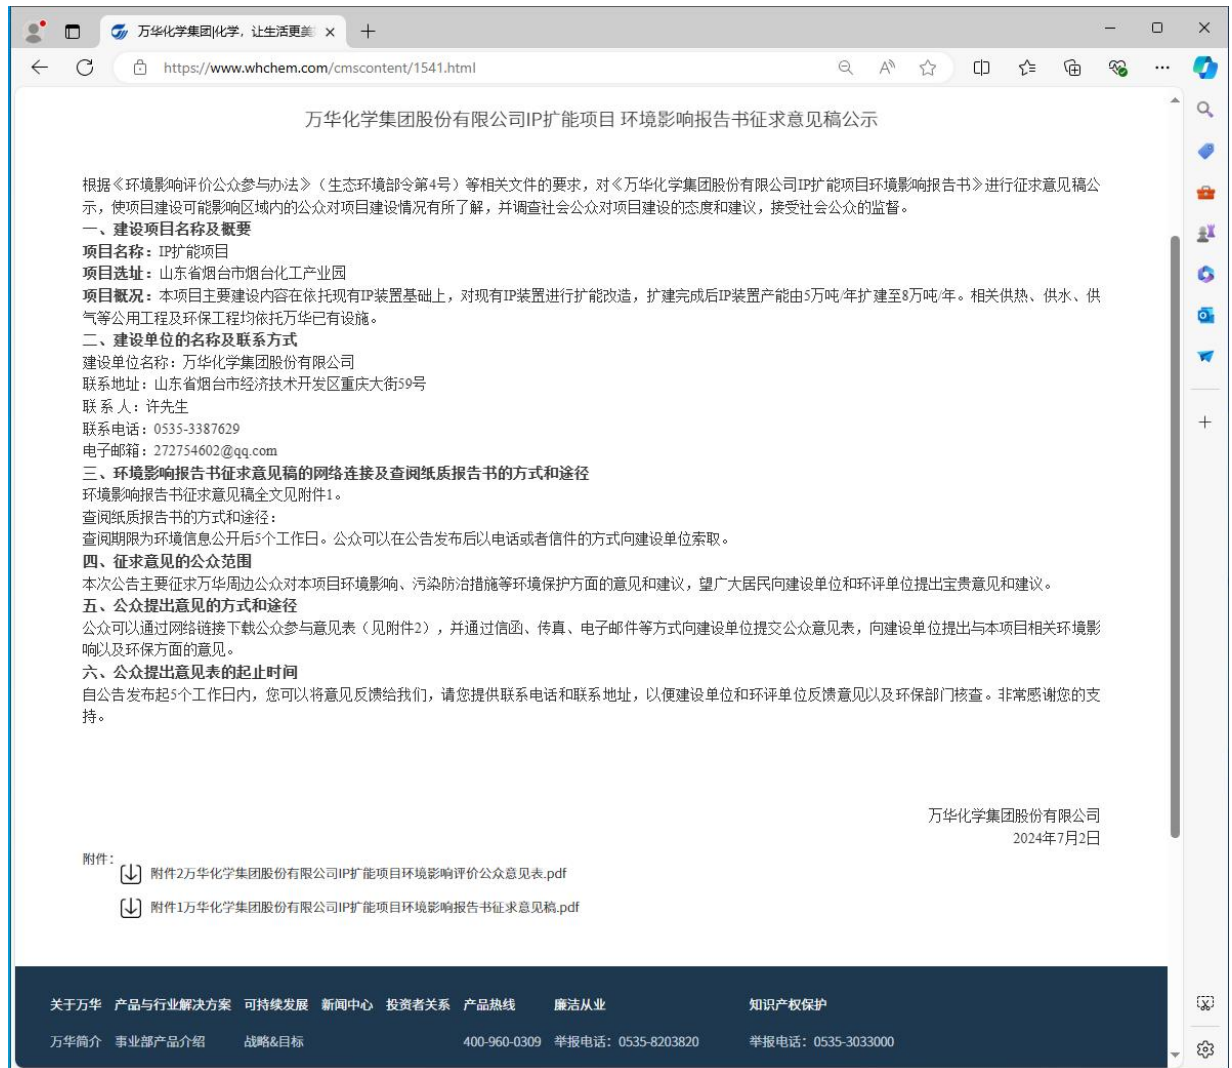 万华化学集团|化学，让生活更美
https://www.whchem.com/cmscontent/1541.html
万华化学集团股份有限公司IP扩能项目 环境影响报告书征求意见稿公示
根据《环境影响评价公众参与办法》（生态环境部令第4号）等相关文件的要求，对《万华化学集团股份有限公司IP扩能项目环境影响报告书》进行征求意见稿公
示，使项目建设可能影响区域内的公众对项目建设情况有所了解，并调查社会公众对项目建设的态度和建议，接受社会公众的监督。
一、建设项目名称及概要
项目名称：IP扩能项目
项目选址：山东省烟台市烟台化工产业园
项目概况：本项目主要建设内容在依托现有IP装置基础上，对现有IP装置进行扩能改造，扩建完成后IP装置产能由5万吨/年扩建至8万吨/年。相关供热、供水、供
气等公用工程及环保工程均依托万华已有设施。
二、建设单位的名称及联系方式
建设单位名称：万华化学集团股份有限公司
联系地址：山东省烟台市经济技术开发区重庆大街59号
联 系 人：许先生
联系电话：0535-3387629
电子邮箱：272754602@qq.com
三、环境影响报告书征求意见稿的网络连接及查阅纸质报告书的方式和途径
环境影响报告书征求意见稿全文见附件1。
查阅纸质报告书的方式和途径：
查阅期限为环境信息公开后5个工作日。公众可以在公告发布后以电话或者信件的方式向建设单位索取。
四、征求意见的公众范围
本次公告主要征求万华周边公众对本项目环境影响、污染防治措施等环境保护方面的意见和建议，望广大居民向建设单位和环评单位提出宝贵意见和建议。
五、公众提出意见的方式和途径
公众可以通过网络链接下载公众参与意见表（见附件2），并通过信函、传真、电子邮件等方式向建设单位提交公众意见表，向建设单位提出与本项目相关环境影
响以及环保方面的意见。
六、公众提出意见表的起止时间
自公告发布起5个工作日内，您可以将意见反馈给我们，请您提供联系电话和联系地址，以便建设单位和环评单位反馈意见以及环保部门核查。非常感谢您的支
持。
万华化学集团股份有限公司
2024年7月2日
附件：
附件2万华化学集团股份有限公司IP扩能项目环境影响评价公众意见表.pdf
附件1万华化学集团股份有限公司IP扩能项目环境影响报告书征求意见稿.pdf
关于万华 产品与行业解决方案 可持续发展 新闻中心 投资者关系 产品热线 廉洁从业 知识产权保护
万华简介 事业部产品介绍 战略&目标 400-960-0309 举报电话：0535-8203820 举报电话：0535-3033000